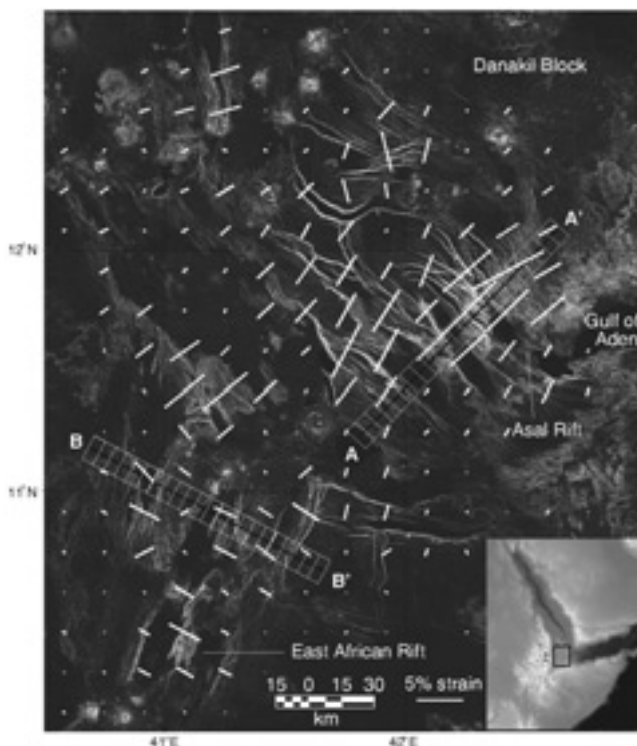 Danakil Block
A'
12°N
Gulf of
Aden
Asal Rift
B
A
11°N
B'
East African Rift
15 0 15 30
km
5% strain
41°E
42°E